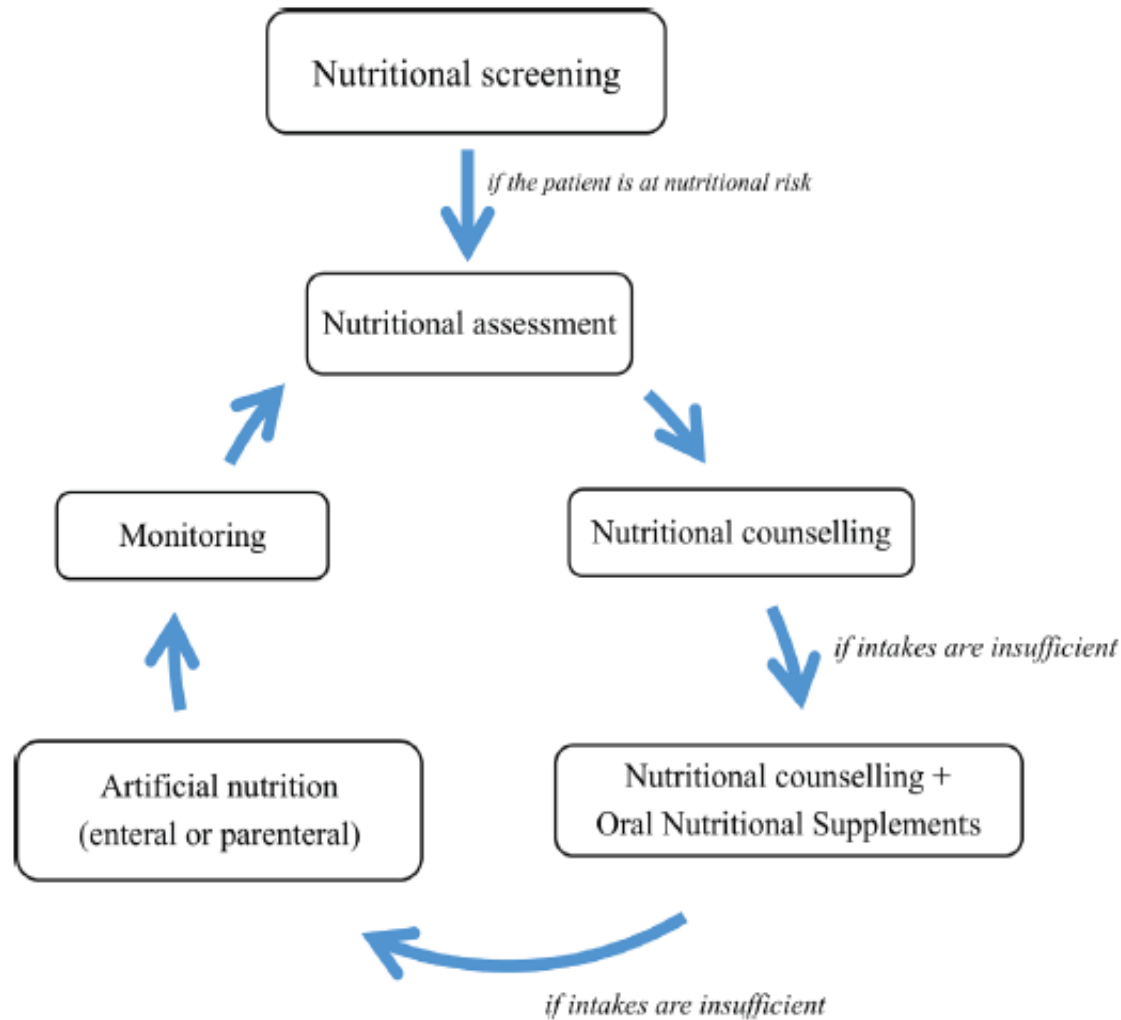 Nutritional screening
if the patient is at nutritional risk
Nutritional assessment
Monitoring
Nutritional counselling
if intakes are insufficient
Artificial nutrition
(enteral or parenteral)
Nutritional counselling +
Oral Nutritional Supplements
if intakes are insufficient